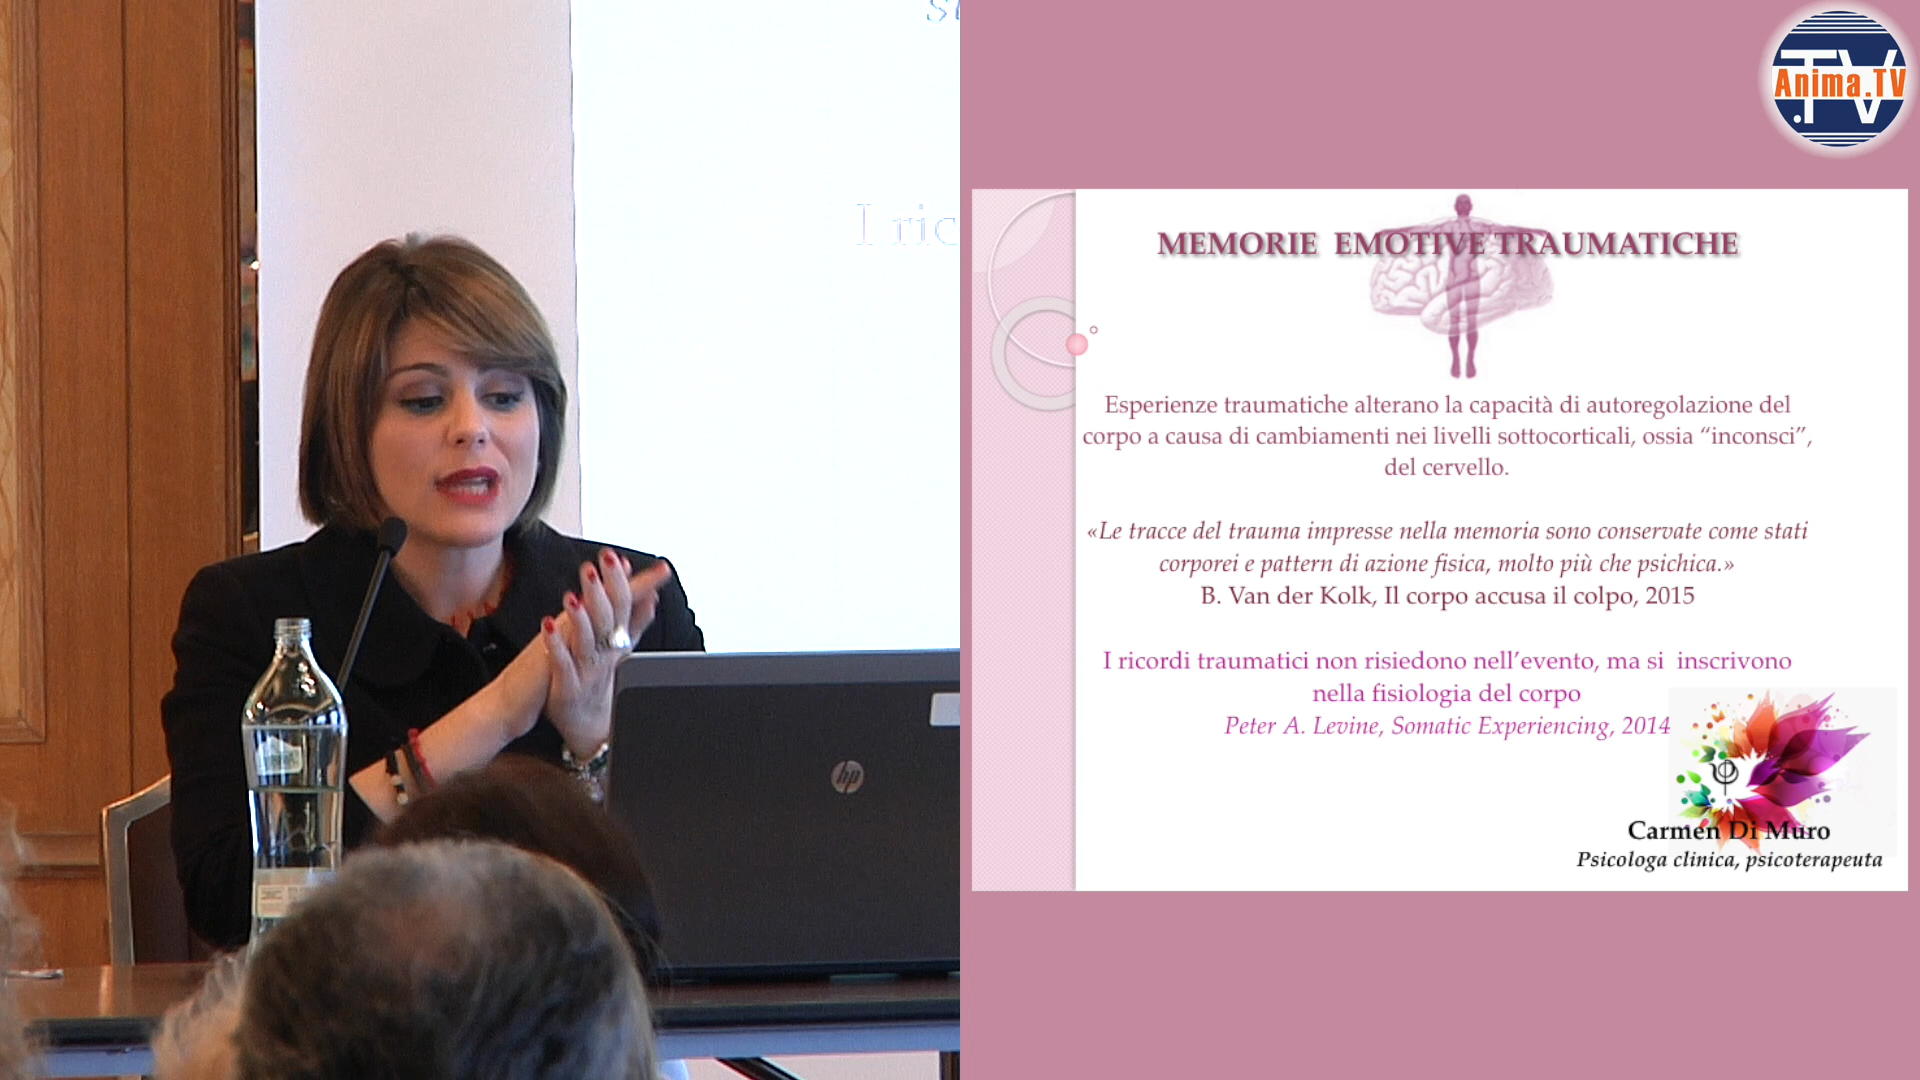 I ric
hp
.TV
Anima.TV
MEMORIE EMOTIVE TRAUMATICHE
Esperienze traumatiche alterano la capacità di autoregolazione del
corpo a causa di cambiamenti nei livelli sottocorticali, ossia “inconsci”,
del cervello.
«Le tracce del trauma impresse nella memoria sono conservate come stati
corporei e pattern di azione fisica, molto più che psichica.»
B. Van der Kolk, Il corpo accusa il colpo, 2015
I ricordi traumatici non risiedono nell’evento, ma si inscrivono
nella fisiologia del corpo
Peter A. Levine, Somatic Experiencing, 2014
Carmen Di Muro
Psicologa clinica, psicoterapeuta